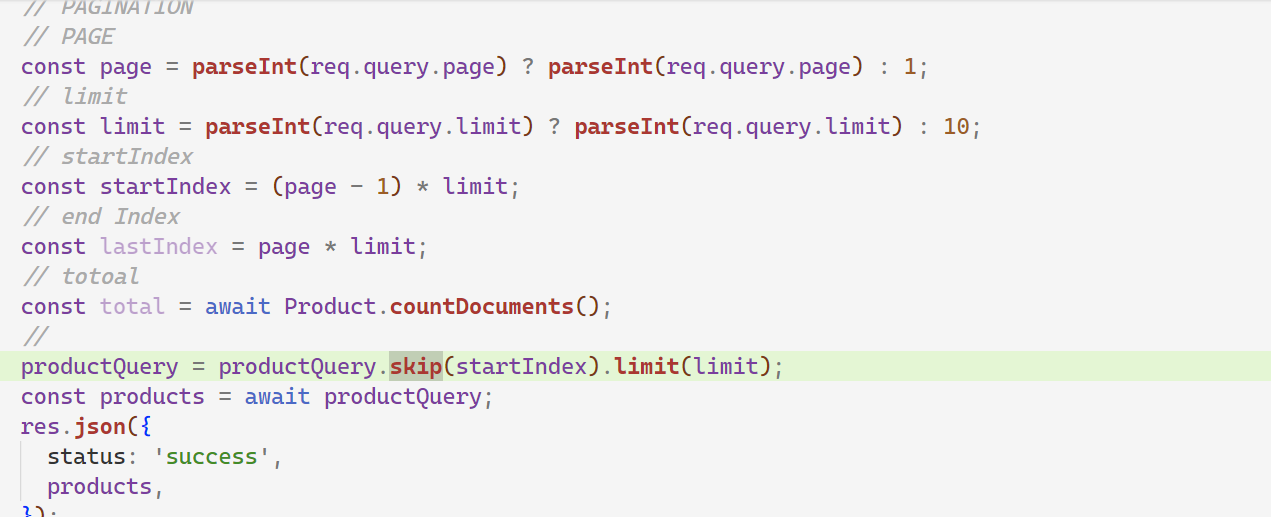 // PAGINATION
// PAGE
const page = parseInt(req.query.page) ? parseInt(req.query.page) : 1;
// limit
const limit = parseInt(req.query.limit) ? parseInt(req.query.limit) : 10;
// startIndex
const startIndex = (page - 1) * limit;
// end Index
const lastIndex = page * limit;
// totoal
const total = await Product.countDocuments();
//
productQuery = productQuery.skip(startIndex).limit(limit);
const products = await productQuery;
res.json({
  status: 'success',
  products,
});